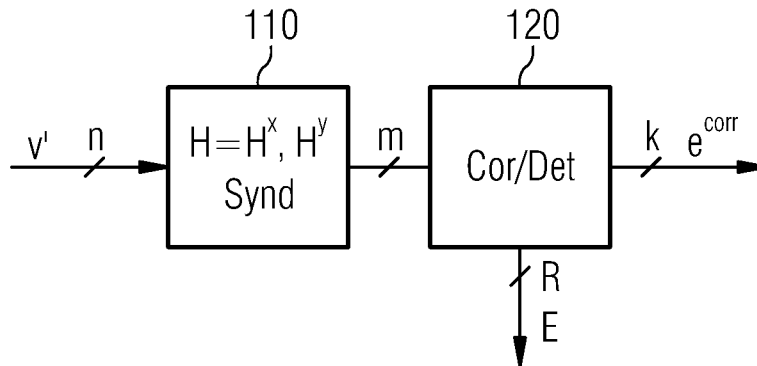 110
120
v'
n
H=H^x, H^y
Synd
m
Cor/Det
k
e^corr
R
E